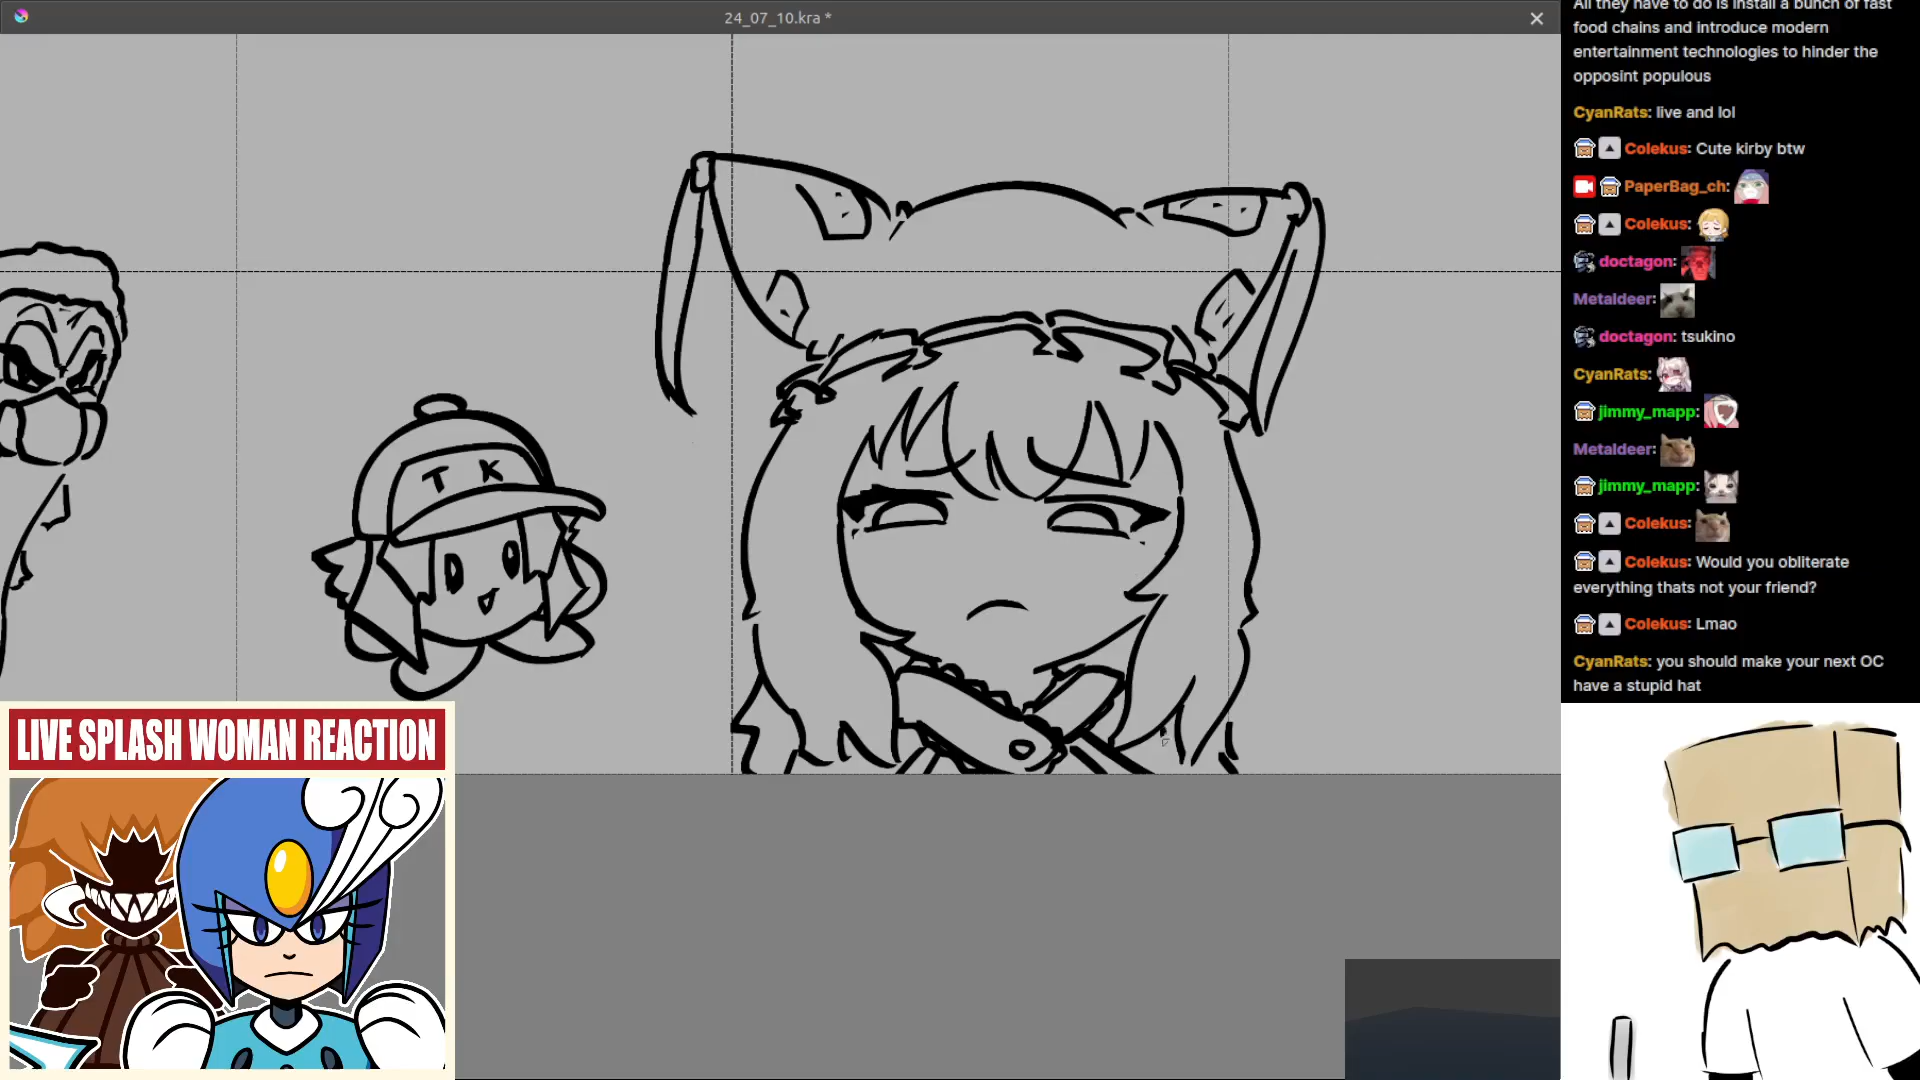 24_07_10.kra *
All they have to do is install a bunch of fast
food chains and introduce modern
entertainment technologies to hinder the
opposint populous
CyanRats: live and lol
Colekus: Cute kirby btw
PaperBag_ch:
Colekus:
doctagon:
Metaldeer:
doctagon: tsukino
CyanRats:
jimmy_mapp:
Metaldeer:
jimmy_mapp:
Colekus:
Colekus: Would you obliterate
everything thats not your friend?
Colekus: Lmao
CyanRats: you should make your next OC
have a stupid hat
T K
LIVE SPLASH WOMAN REACTION